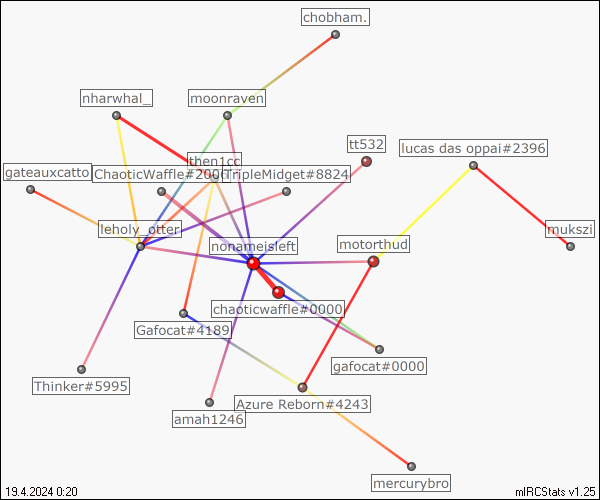 chobham.
nharwhal_
moonraven
tt532
lucas das oppai#2396
then1cc
gateauxcatto
ChaoticWaffle#200
TripleMidget#8824
leholy_otter
mukszi
nonameisleft
motorthud
chaoticwaffle#0000
Gafocat#4189
gafocat#0000
Thinker#5995
Azure Reborn#4243
amah1246
mercurybro
19.4.2024 0:20
mIRCStats v1.25